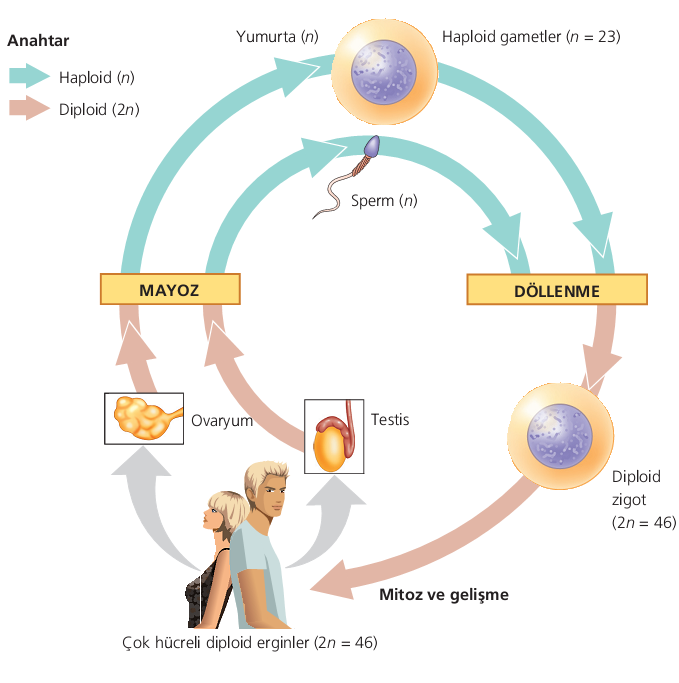 Anahtar
Haploid (n)
Diploid (2n)
Yumurta (n)
Haploid gametler (n = 23)
Sperm (n)
MAYOZ
DÖLLENME
Ovaryum
Testis
Diploid
zigot
(2n = 46)
Mitoz ve gelişme
Çok hücreli diploid erginler (2n = 46)